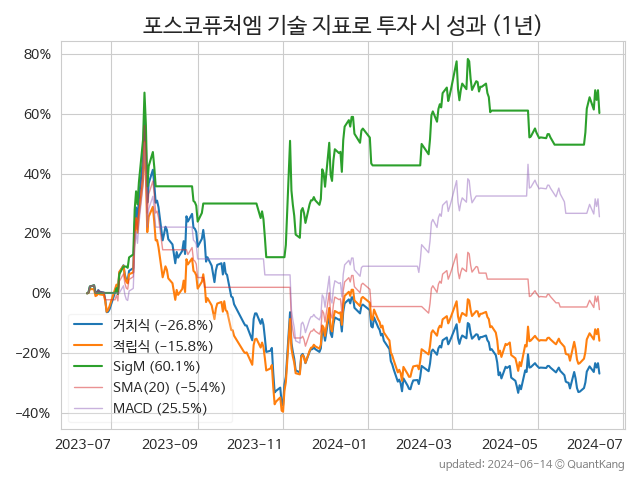 포스코퓨처엠 기술 지표로 투자 시 성과 (1년)
80%
60%
40%
20%
0%
−20%
−40%
거치식 (−26.8%)
적립식 (−15.8%)
SigM (60.1%)
SMA(20) (−5.4%)
MACD (25.5%)
2023-07 2023-09 2023-11 2024-01 2024-03 2024-05 2024-07
updated: 2024-06-14 © QuantKang